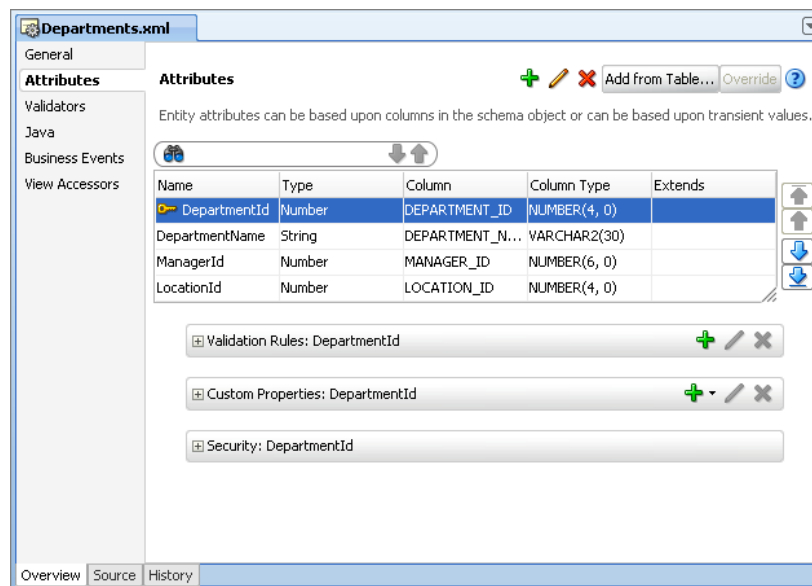 Departments.xml
General
Attributes
Validators
Java
Business Events
View Accessors
Attributes
Add from Table...
Override
Entity attributes can be based upon columns in the schema object or can be based upon transient values.
Name Type Column Column Type Extends
DepartmentId Number DEPARTMENT_ID NUMBER(4, 0)
DepartmentName String DEPARTMENT_N... VARCHAR2(30)
ManagerId Number MANAGER_ID NUMBER(6, 0)
LocationId Number LOCATION_ID NUMBER(4, 0)
Validation Rules: DepartmentId
Custom Properties: DepartmentId
Security: DepartmentId
Overview Source History